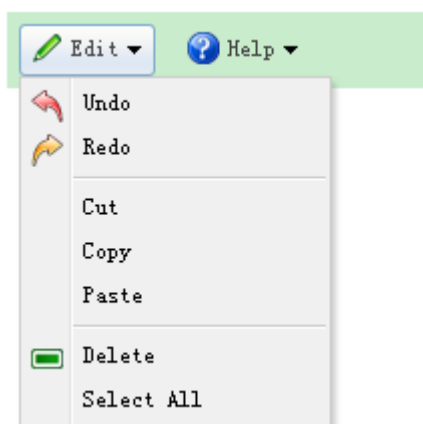 Edit Help
Undo
Redo
Cut
Copy
Paste
Delete
Select All